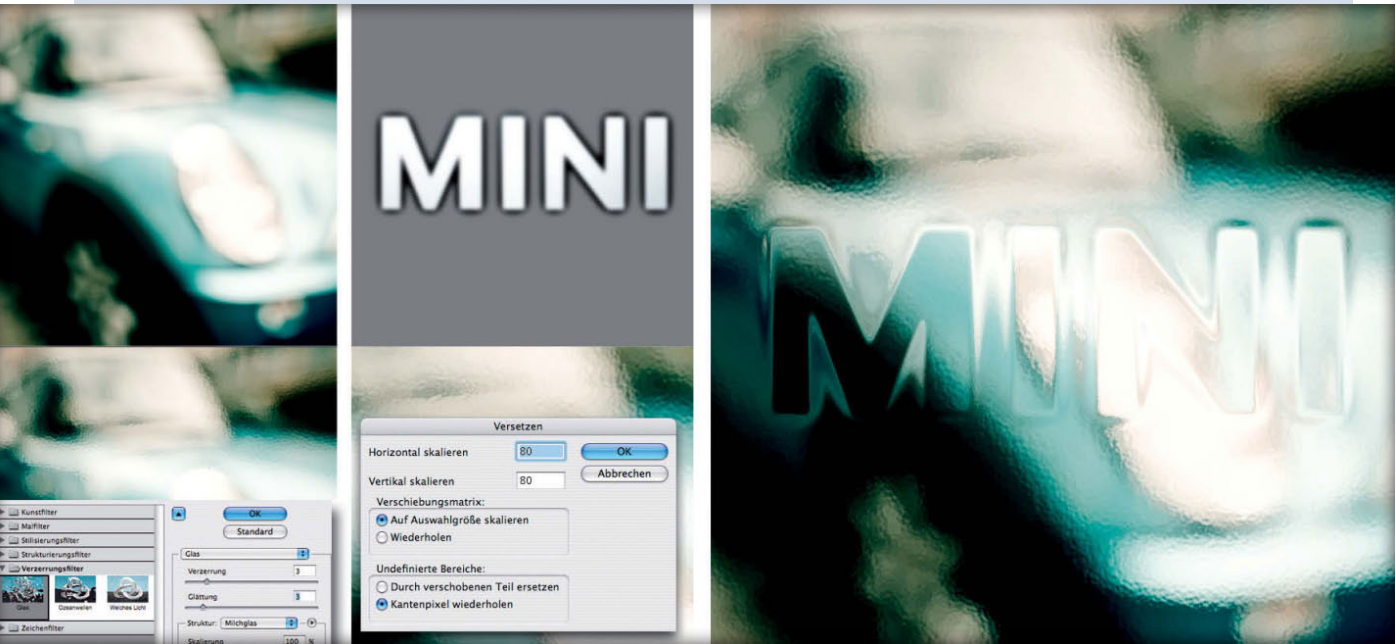 MINI
Kunstfilter
Malfilter
Stilisierungsfilter
Strukturierungsfilter
Verzerrungsfilter
Glas
Ozeanwellen
Weiches Licht
Zeichenfilter
OK
Standard
Glas
Verzerrung 3
Glättung 3
Struktur: Milchglas
Skalierung 100 %
Versetzen
Horizontal skalieren 80
OK
Vertikal skalieren 80
Abbrechen
Verschiebungsmatrix:
Auf Auswahlgröße skalieren
Wiederholen
Undefinierte Bereiche:
Durch verschobenen Teil ersetzen
Kantenpixel wiederholen
MINI